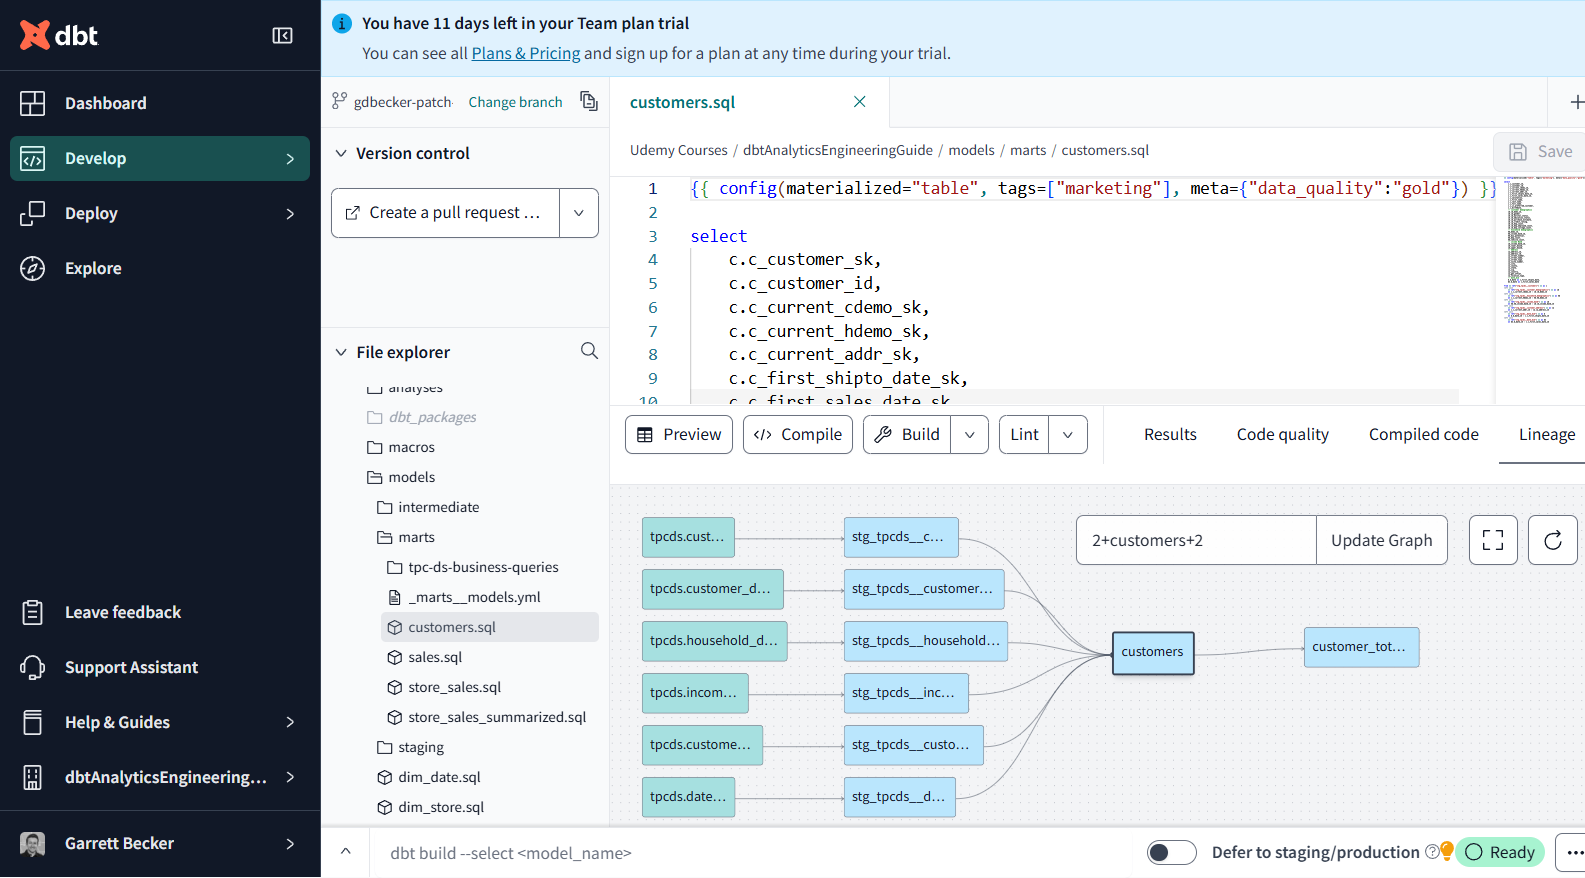 dbt
Dashboard
Develop
Deploy
Explore
Leave feedback
Support Assistant
Help & Guides
dbtAnalyticsEngineering...
Garrett Becker
You have 11 days left in your Team plan trial
You can see all Plans & Pricing and sign up for a plan at any time during your trial.
gdbecker-patch
Change branch
Version control
Create a pull request ...
File explorer
analyses
dbt_packages
macros
models
intermediate
marts
tpc-ds-business-queries
_marts__models.yml
customers.sql
sales.sql
store_sales.sql
store_sales_summarized.sql
staging
dim_date.sql
dim_store.sql
customers.sql
Udemy Courses / dbtAnalyticsEngineeringGuide / models / marts / customers.sql
Save
1 {{ config(materialized="table", tags=["marketing"], meta={"data_quality":"gold"}) }}
2
3 select
4 c.c_customer_sk,
5 c.c_customer_id,
6 c.c_current_cdemo_sk,
7 c.c_current_hdemo_sk,
8 c.c_current_addr_sk,
9 c.c_first_shipto_date_sk,
10 c.c_first_sales_date_sk
Preview
Compile
Build
Lint
Results
Code quality
Compiled code
Lineage
tpcds.cust...
stg_tpcds__c...
2+customers+2
Update Graph
tpcds.customer_d...
stg_tpcds__customer...
tpcds.household_d...
stg_tpcds__household...
customers
customer_tot...
tpcds.incom...
stg_tpcds__inc...
tpcds.custome...
stg_tpcds__custo...
tpcds.date...
stg_tpcds__d...
dbt build --select <model_name>
Defer to staging/production
Ready